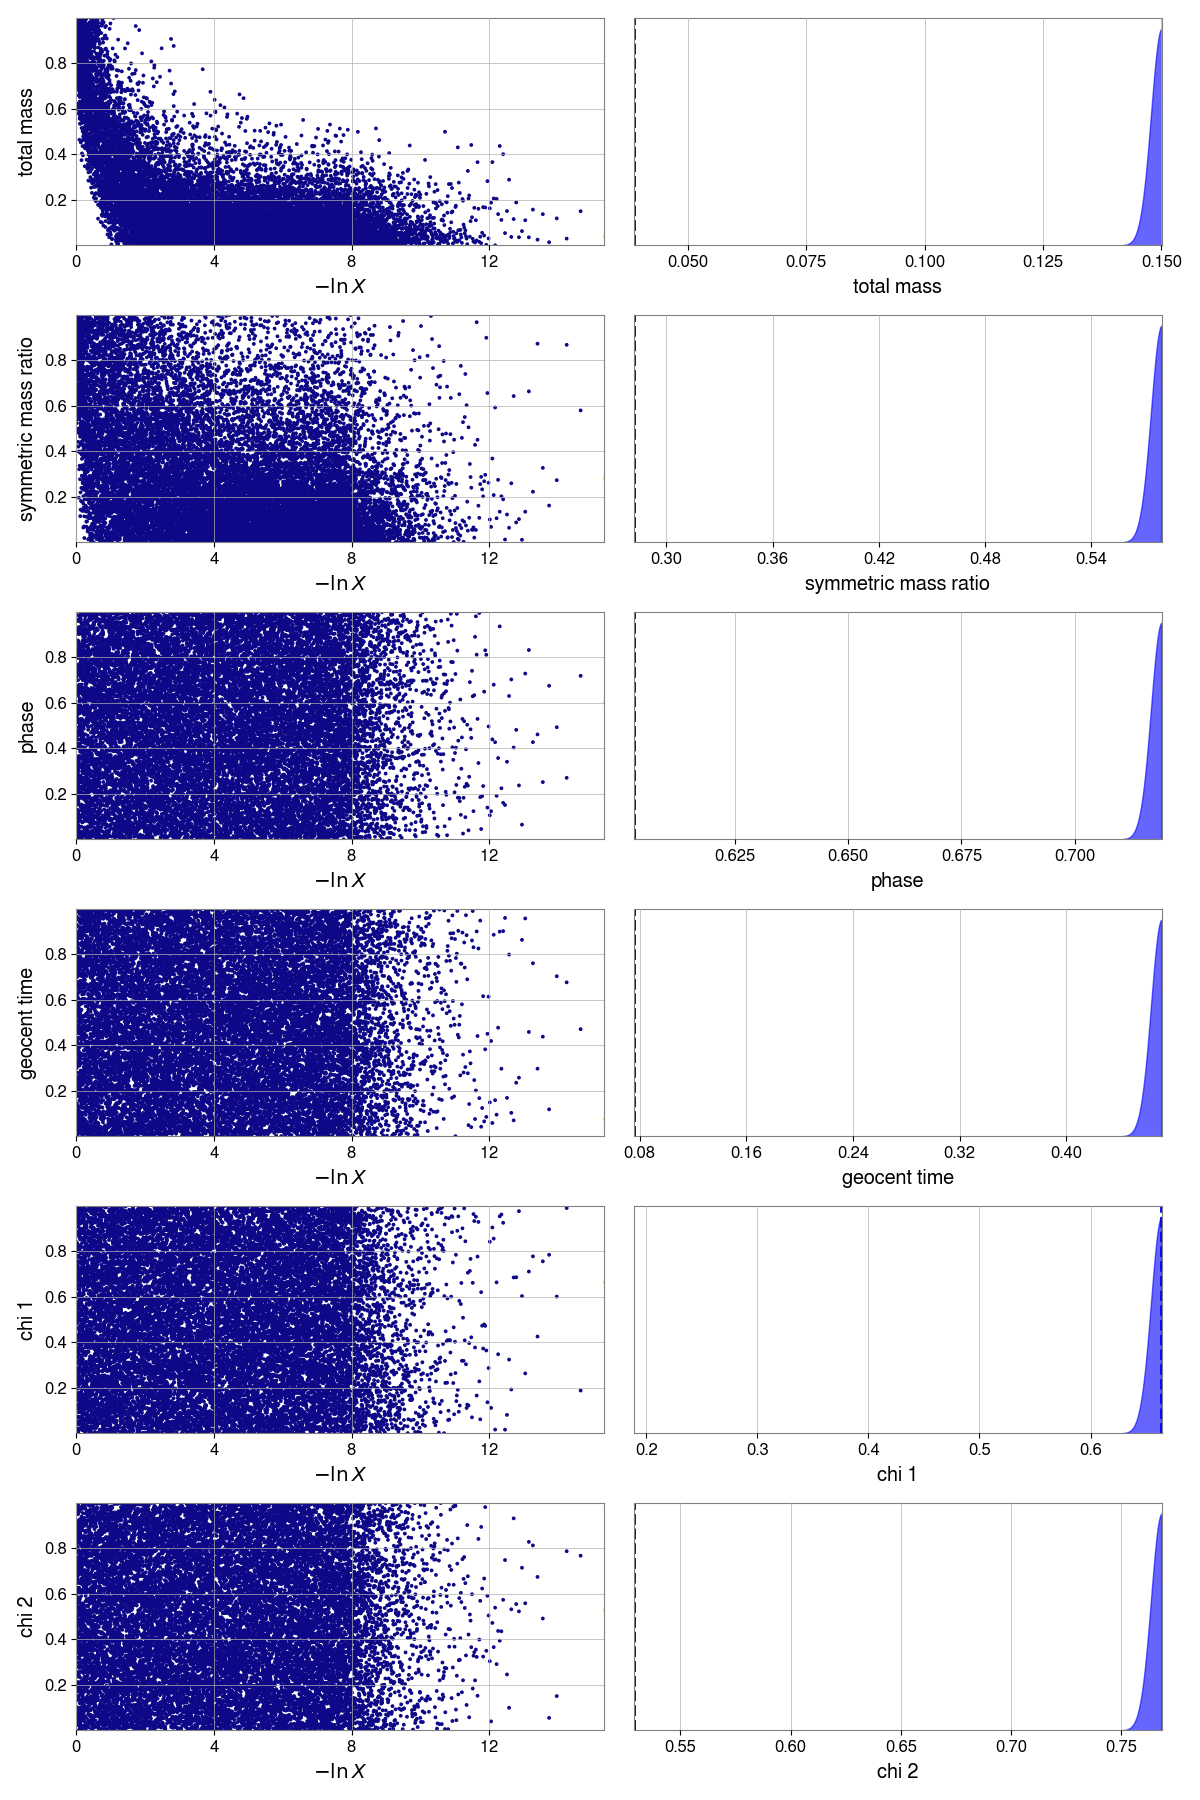 0.8
0.6
0.4
0.2
total mass
0 4 8 12
−ln X
0.050 0.075 0.100 0.125 0.150
total mass
0.8
0.6
0.4
0.2
symmetric mass ratio
0 4 8 12
−ln X
0.30 0.36 0.42 0.48 0.54
symmetric mass ratio
0.8
0.6
0.4
0.2
phase
0 4 8 12
−ln X
0.625 0.650 0.675 0.700
phase
0.8
0.6
0.4
0.2
geocent time
0 4 8 12
−ln X
0.08 0.16 0.24 0.32 0.40
geocent time
0.8
0.6
0.4
0.2
chi 1
0 4 8 12
−ln X
0.2 0.3 0.4 0.5 0.6
chi 1
0.8
0.6
0.4
0.2
chi 2
0 4 8 12
−ln X
0.55 0.60 0.65 0.70 0.75
chi 2